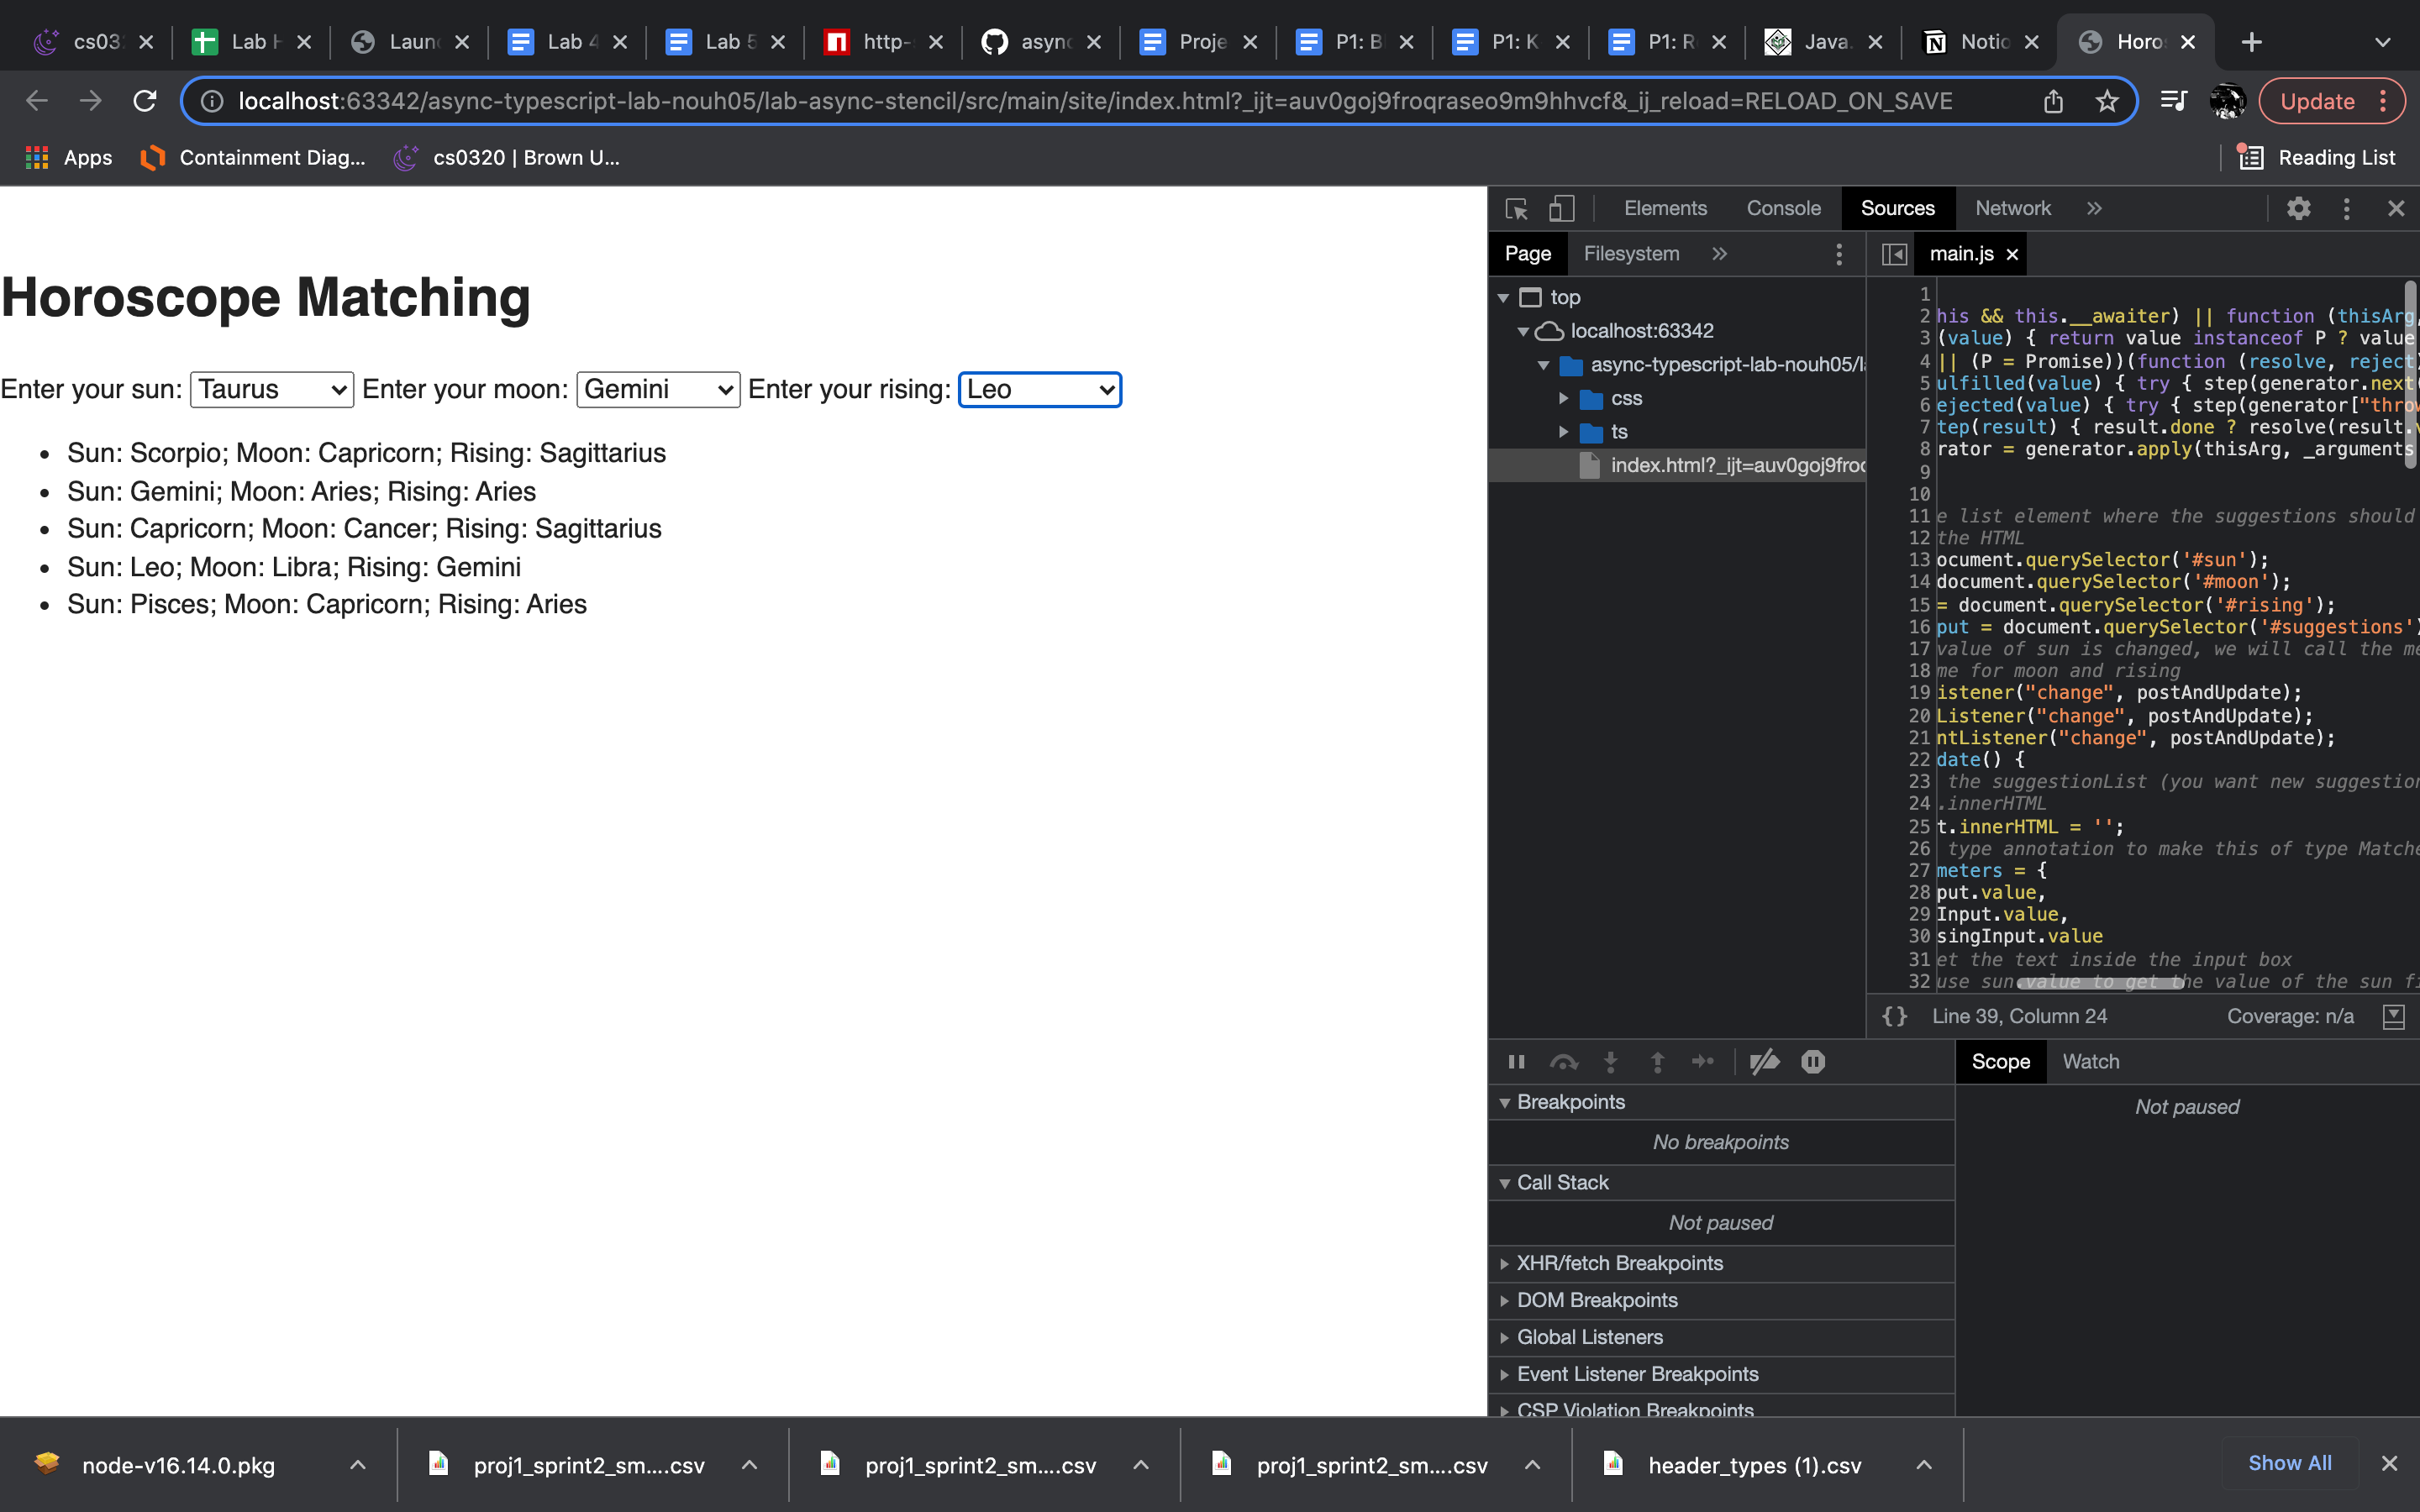 cs03 Lab H Laun Lab 4 Lab 5 http- async Proje P1: B P1: K P1: R Java. Notio Horo
localhost:63342/async-typescript-lab-nouh05/lab-async-stencil/src/main/site/index.html?_ijt=auv0goj9froqraseo9m9hhvcf&_ij_reload=RELOAD_ON_SAVE Update
Apps Containment Diag... cs0320 | Brown U... Reading List
Horoscope Matching
Enter your sun: Taurus Enter your moon: Gemini Enter your rising: Leo
• Sun: Scorpio; Moon: Capricorn; Rising: Sagittarius
• Sun: Gemini; Moon: Aries; Rising: Aries
• Sun: Capricorn; Moon: Cancer; Rising: Sagittarius
• Sun: Leo; Moon: Libra; Rising: Gemini
• Sun: Pisces; Moon: Capricorn; Rising: Aries
Elements Console Sources Network
Page Filesystem
top
localhost:63342
async-typescript-lab-nouh05/l
css
ts
index.html?_ijt=auv0goj9froq
main.js
1
2 his && this.__awaiter) || function (thisArg,
3 (value) { return value instanceof P ? value
4 || (P = Promise))(function (resolve, reject)
5 ulfilled(value) { try { step(generator.next(
6 ejected(value) { try { step(generator["throw
7 tep(result) { result.done ? resolve(result.v
8 rator = generator.apply(thisArg, _arguments
9
10
11 e list element where the suggestions should
12 the HTML
13 ocument.querySelector('#sun');
14 document.querySelector('#moon');
15 = document.querySelector('#rising');
16 put = document.querySelector('#suggestions')
17 value of sun is changed, we will call the me
18 me for moon and rising
19 istener("change", postAndUpdate);
20 Listener("change", postAndUpdate);
21 ntListener("change", postAndUpdate);
22 date() {
23 the suggestionList (you want new suggestion
24 .innerHTML
25 t.innerHTML = '';
26 type annotation to make this of type Matche
27 meters = {
28 put.value,
29 Input.value,
30 singInput.value
31 et the text inside the input box
32 use sun.value to get the value of the sun fi
{} Line 39, Column 24 Coverage: n/a
Breakpoints
No breakpoints
Call Stack
Not paused
XHR/fetch Breakpoints
DOM Breakpoints
Global Listeners
Event Listener Breakpoints
CSP Violation Breakpoints
Scope Watch
Not paused
node-v16.14.0.pkg proj1_sprint2_sm....csv proj1_sprint2_sm....csv proj1_sprint2_sm....csv header_types (1).csv Show All